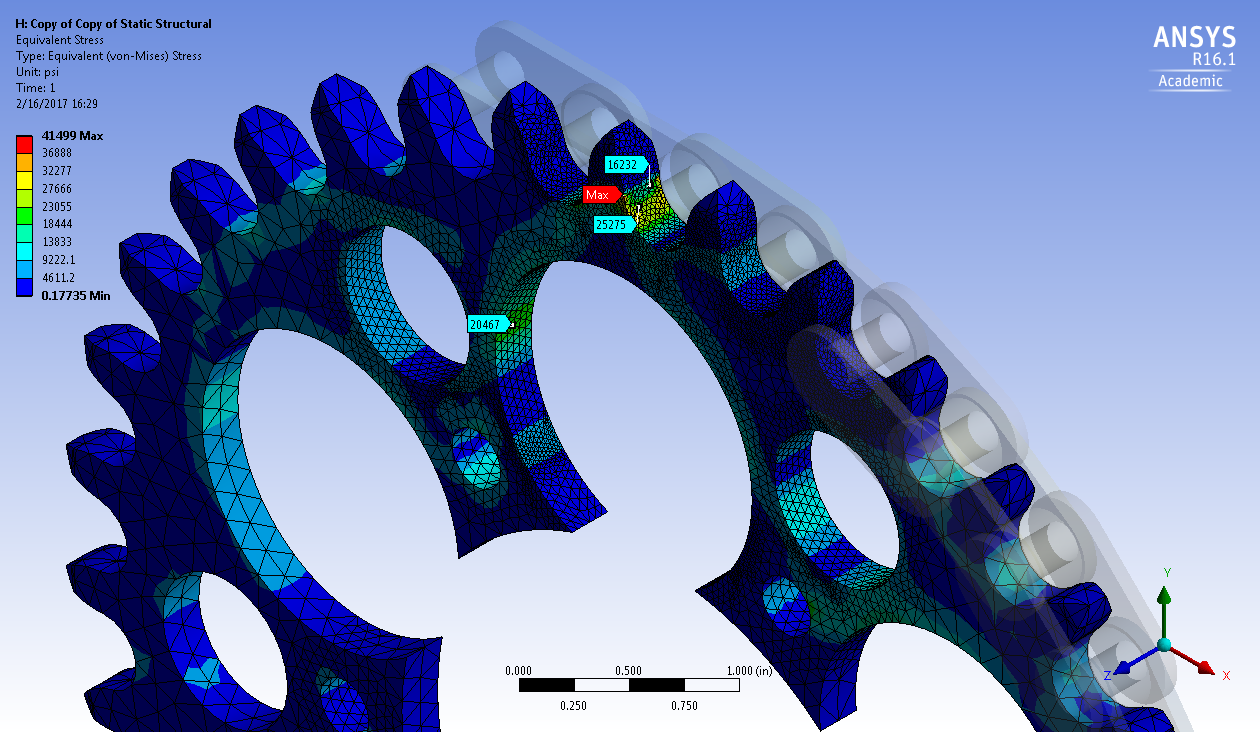 H: Copy of Copy of Static Structural
Equivalent Stress
Type: Equivalent (von-Mises) Stress
Unit: psi
Time: 1
2/16/2017 16:29
41499 Max
36888
32277
27666
23055
18444
13833
9222.1
4611.2
0.17735 Min
ANSYS
R16.1
Academic
16232
Max
25275
20467
0.000 0.500 1.000 (in)
0.250 0.750
Y
Z X